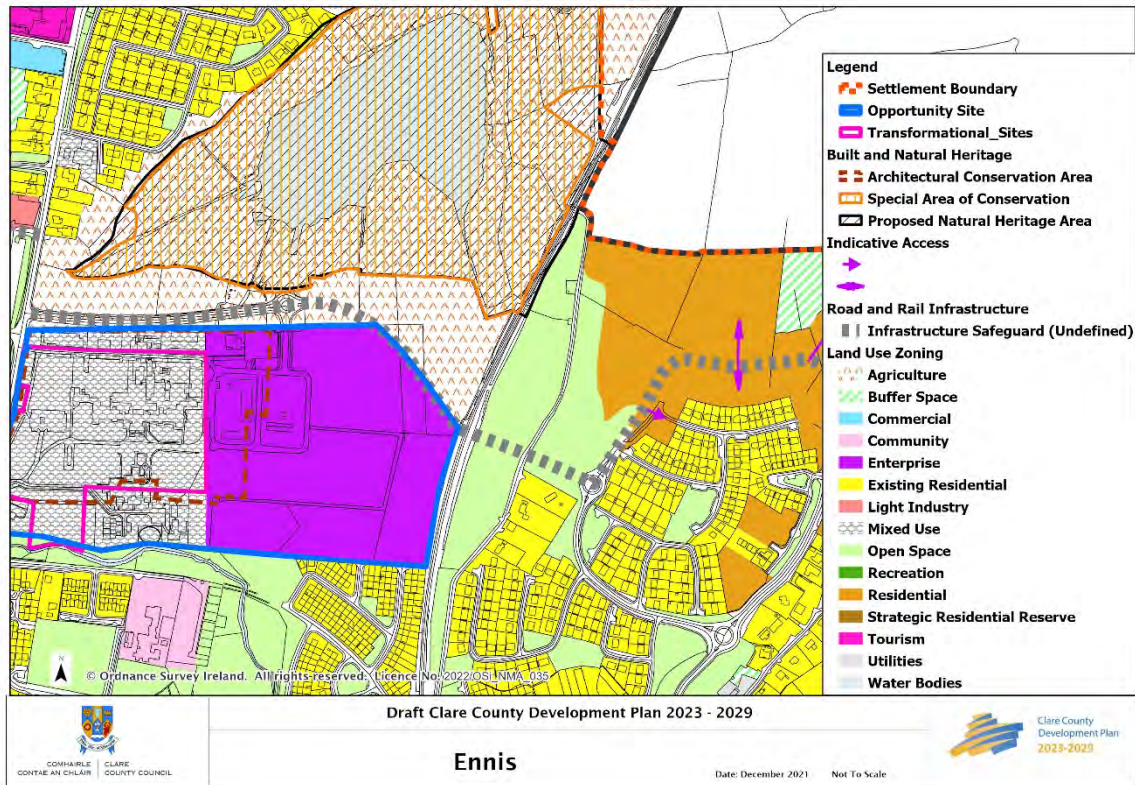 Legend
Settlement Boundary
Opportunity Site
Transformational_Sites
Built and Natural Heritage
Architectural Conservation Area
Special Area of Conservation
Proposed Natural Heritage Area
Indicative Access
Road and Rail Infrastructure
Infrastructure Safeguard (Undefined)
Land Use Zoning
Agriculture
Buffer Space
Commercial
Community
Enterprise
Existing Residential
Light Industry
Mixed Use
Open Space
Recreation
Residential
Strategic Residential Reserve
Tourism
Utilities
Water Bodies
N
© Ordnance Survey Ireland. All rights reserved. Licence No. 2022/OSi_NMA_035
Draft Clare County Development Plan 2023 - 2029
Ennis
Date: December 2021 Not To Scale
COMHAIRLE CLARE
CONTAE AN CHLÁIR COUNTY COUNCIL
Clare County
Development Plan
2023-2029